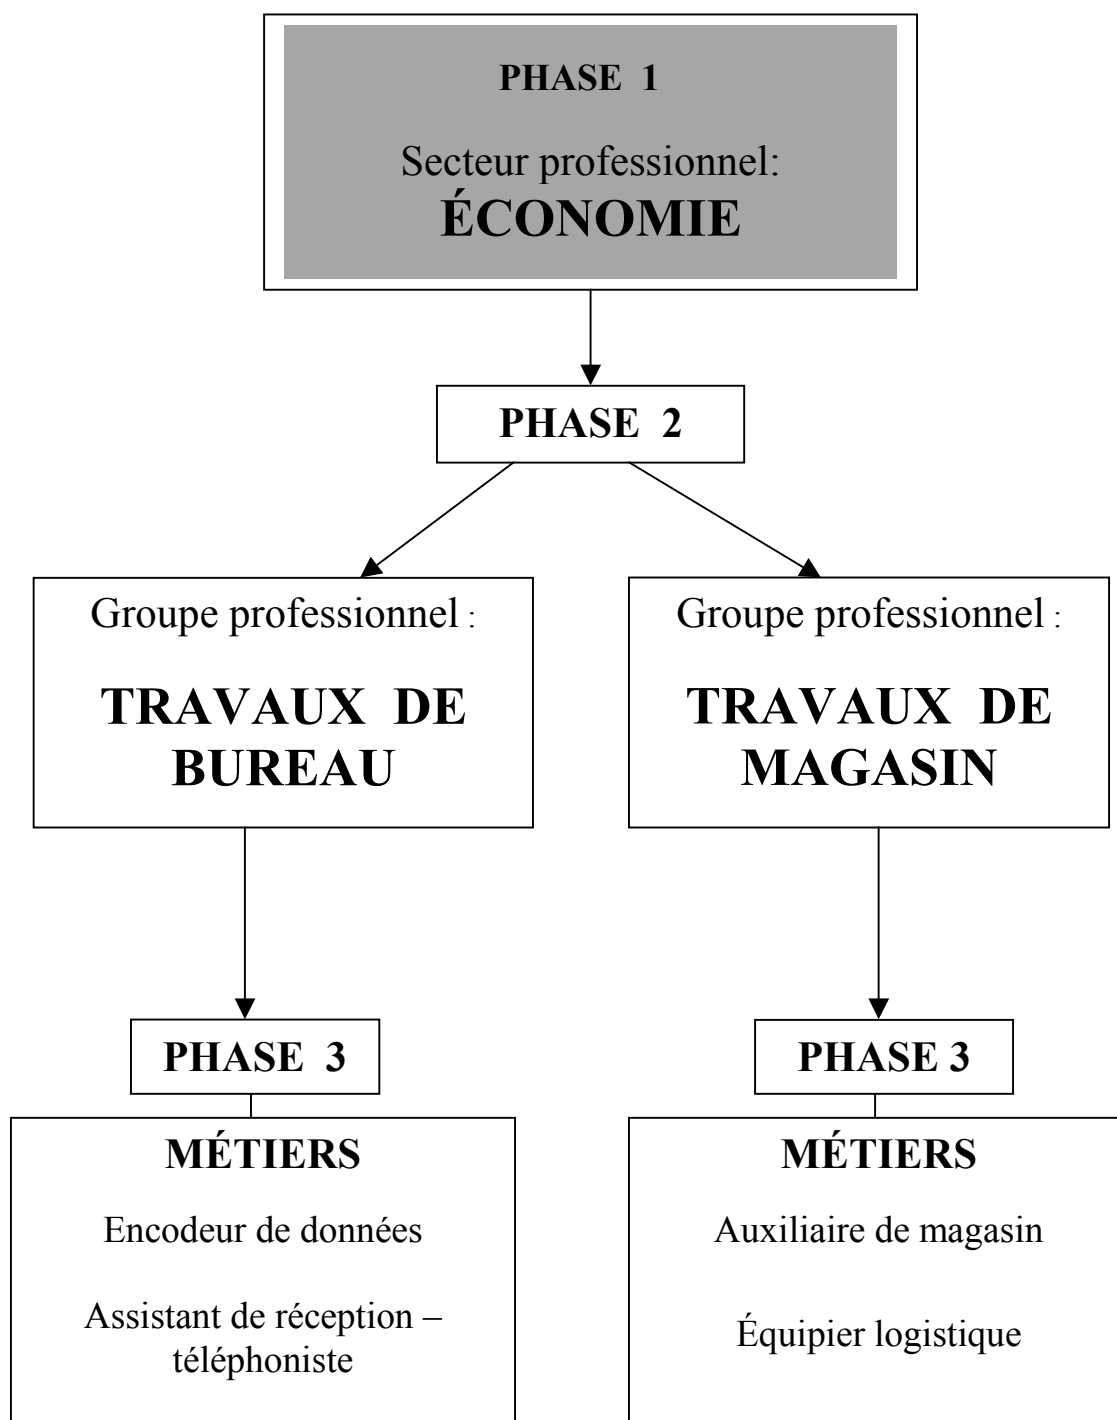 PHASE 1
Secteur professionnel:
ÉCONOMIE
PHASE 2
Groupe professionnel :
TRAVAUX DE
BUREAU
Groupe professionnel :
TRAVAUX DE
MAGASIN
PHASE 3
PHASE 3
MÉTIERS
Encodeur de données
Assistant de réception –
téléphoniste
MÉTIERS
Auxiliaire de magasin
Équipier logistique